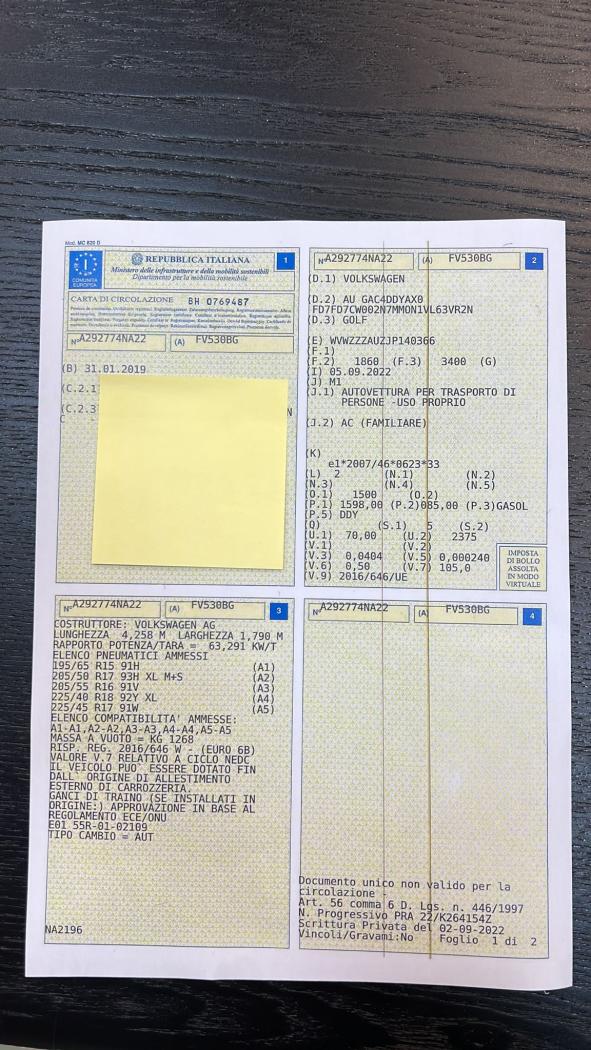 Mod. MC 820 D
I
COMUNITÀ
EUROPEA
REPUBBLICA ITALIANA
Ministero delle infrastrutture e della mobilità sostenibili
Dipartimento per la mobilità sostenibile
1
CARTA DI CIRCOLAZIONE BH 0769487
N° A292774NA22 (A) FV530BG
(B) 31.01.2019
(C.2.1
(C.2.3 N
C
N° A292774NA22 (A) FV530BG 2
(D.1) VOLKSWAGEN
(D.2) AU GAC4DDYAX0
FD7FD7CW002N7MMON1VL63VR2N
(D.3) GOLF
(E) WVWZZZAUZJP140366
(F.1)
(F.2) 1860 (F.3) 3400 (G)
(I) 05.09.2022
(J) M1
(J.1) AUTOVETTURA PER TRASPORTO DI
PERSONE -USO PROPRIO
(J.2) AC (FAMILIARE)
(K)
e1*2007/46*0623*33
(L) 2 (N.1) (N.2)
(N.3) (N.4) (N.5)
(O.1) 1500 (O.2)
(P.1) 1598,00 (P.2)085,00 (P.3)GASOL
(P.5) DDY
(Q) (S.1) 5 (S.2)
(U.1) 70,00 (U.2) 2375
(V.1) (V.2)
(V.3) 0,0404 (V.5) 0,000240
(V.6) 0,50 (V.7) 105,0
(V.9) 2016/646/UE
IMPOSTA
DI BOLLO
ASSOLTA
IN MODO
VIRTUALE
N° A292774NA22 (A) FV530BG 3
COSTRUTTORE: VOLKSWAGEN AG
LUNGHEZZA 4,258 M LARGHEZZA 1,790 M
RAPPORTO POTENZA/TARA = 63,291 KW/T
ELENCO PNEUMATICI AMMESSI
195/65 R15 91H (A1)
205/50 R17 93H XL M+S (A2)
205/55 R16 91V (A3)
225/40 R18 92Y XL (A4)
225/45 R17 91W (A5)
ELENCO COMPATIBILITA' AMMESSE:
A1-A1,A2-A2,A3-A3,A4-A4,A5-A5
MASSA A VUOTO = KG 1268
RISP. REG. 2016/646 W - (EURO 6B)
VALORE V.7 RELATIVO A CICLO NEDC
IL VEICOLO PUO' ESSERE DOTATO FIN
DALL' ORIGINE DI ALLESTIMENTO
ESTERNO DI CARROZZERIA.
GANCI DI TRAINO (SE INSTALLATI IN
ORIGINE:) APPROVAZIONE IN BASE AL
REGOLAMENTO ECE/ONU
E01 55R-01-02109
TIPO CAMBIO = AUT
NA2196
N° A292774NA22 (A) FV530BG 4
Documento unico non valido per la
circolazione -
Art. 56 comma 6 D. Lgs. n. 446/1997
N. Progressivo PRA 22/K264154Z
Scrittura Privata del 02-09-2022
Vincoli/Gravami:No Foglio 1 di 2